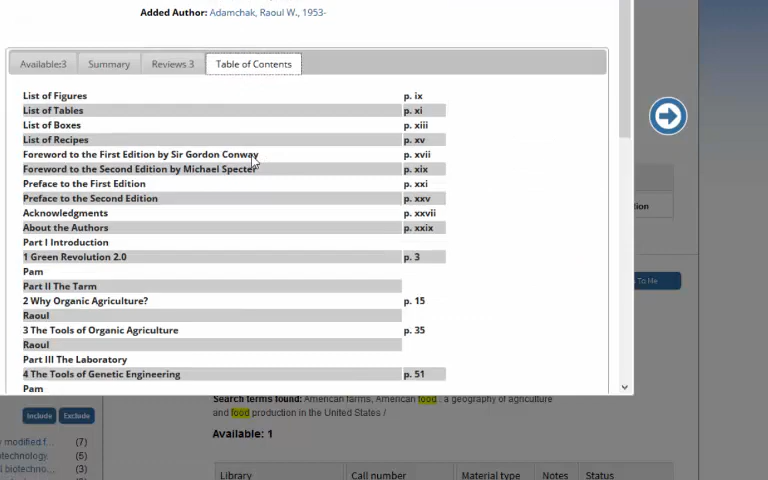 Added Author: Adamchak, Raoul W., 1953-
Available:3 Summary Reviews 3 Table of Contents
List of Figures p. ix
List of Tables p. xi
List of Boxes p. xiii
List of Recipes p. xv
Foreword to the First Edition by Sir Gordon Conway p. xvii
Foreword to the Second Edition by Michael Specter p. xix
Preface to the First Edition p. xxi
Preface to the Second Edition p. xxv
Acknowledgments p. xxvii
About the Authors p. xxix
Part I Introduction
1 Green Revolution 2.0 p. 3
Pam
Part II The Tarm
2 Why Organic Agriculture? p. 15
Raoul
3 The Tools of Organic Agriculture p. 35
Raoul
Part III The Laboratory
4 The Tools of Genetic Engineering p. 51
Pam
tion
To Me
Search terms found: American farms, American food : a geography of agriculture
and food production in the United States /
Available: 1
Include Exclude
y modified f... (7)
otechnology. (5)
l biotechno... (3)
Library Call number Material type Notes Status